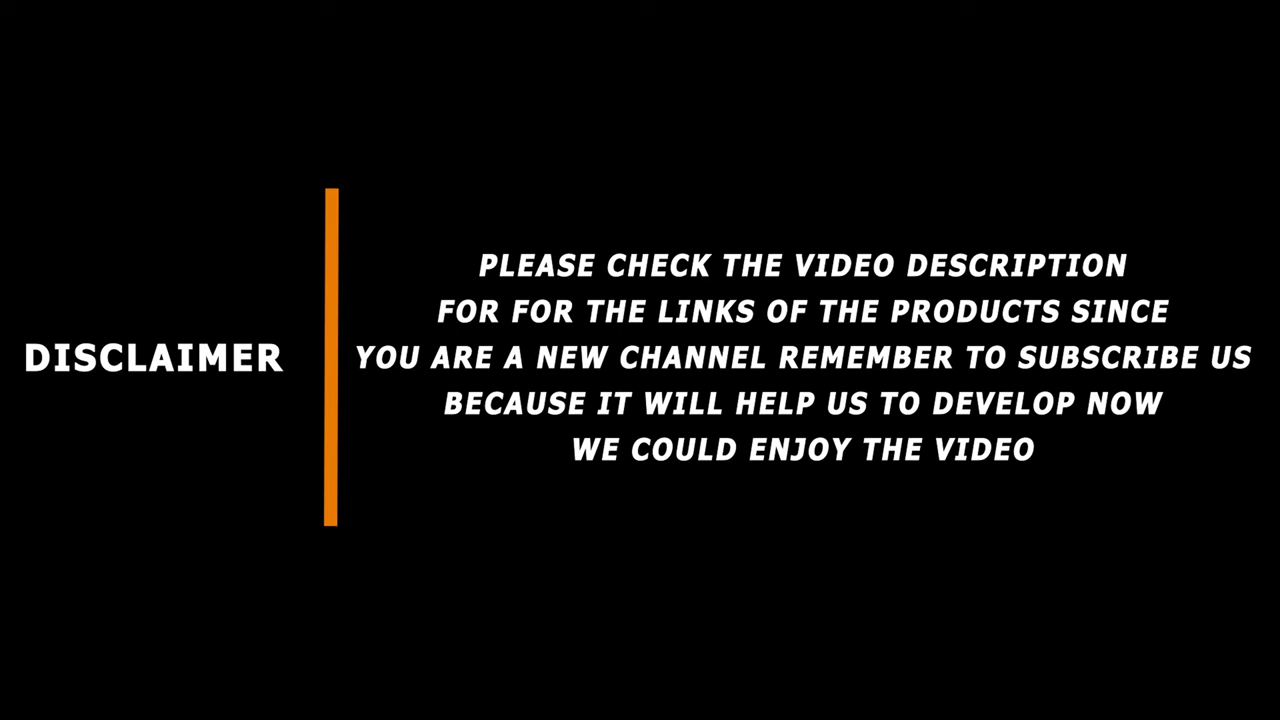 DISCLAIMER
PLEASE CHECK THE VIDEO DESCRIPTION
FOR FOR THE LINKS OF THE PRODUCTS SINCE
YOU ARE A NEW CHANNEL REMEMBER TO SUBSCRIBE US
BECAUSE IT WILL HELP US TO DEVELOP NOW
WE COULD ENJOY THE VIDEO